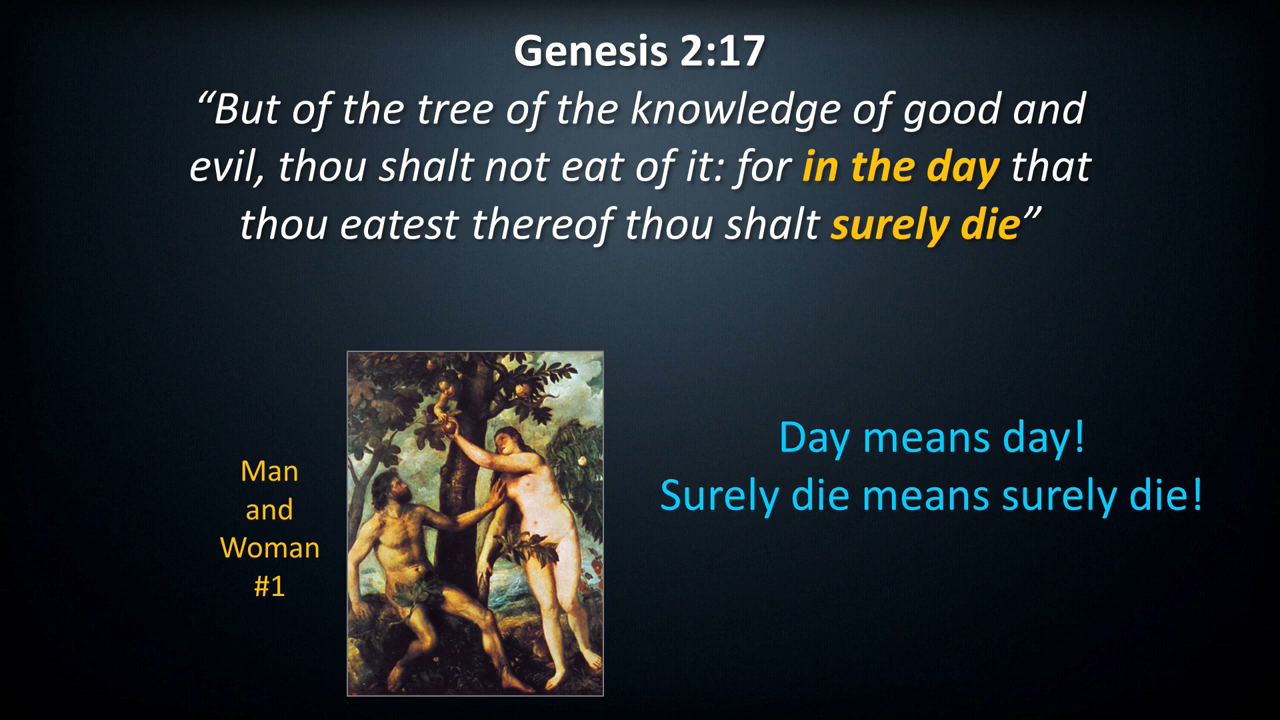 Genesis 2:17
“But of the tree of the knowledge of good and
evil, thou shalt not eat of it: for in the day that
thou eatest thereof thou shalt surely die”
Man
and
Woman
#1
Day means day!
Surely die means surely die!